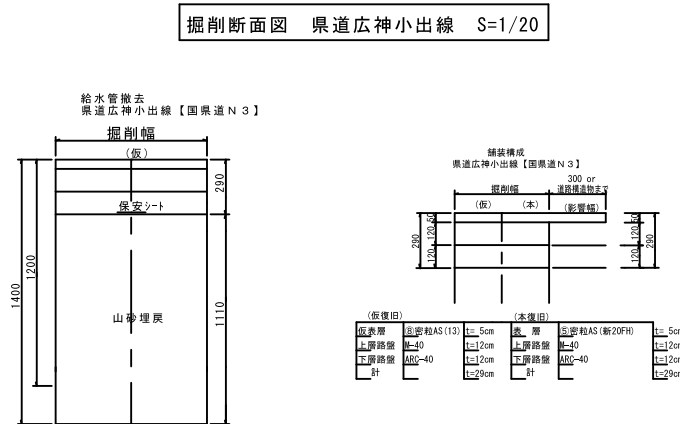 掘削断面図 県道広神小出線 S=1/20
給水管撤去
県道広神小出線【国県道N3】
掘削幅
(仮)
290
保安シート
1400
1200
1110
山砂埋戻
舗装構成
県道広神小出線【国県道N3】
掘削幅
300 or
道路構造物まで
(仮) (本) (影響幅)
290
120
120
50
50
120
120
290
(仮復旧) (本復旧)
仮表層 ⑧密粒AS(13) t= 5cm 表 層 ⑤密粒AS(新20FH) t= 5cm
上層路盤 M-40 t=12cm 上層路盤 M-40 t=12cm
下層路盤 ARC-40 t=12cm 下層路盤 ARC-40 t=12cm
計 t=29cm 計 t=29cm